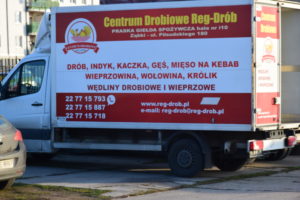 Centrum Drobiowe Reg-Drób
PRASKA GIEŁDA SPOŻYWCZA hala nr i10
Ząbki - ul. Piłsudskiego 180
DRÓB, INDYK, KACZKA, GĘŚ, MIĘSO NA KEBAB
WIEPRZOWINA, WOŁOWINA, KRÓLIK
WĘDLINY DROBIOWE I WIEPRZOWE
22 77 15 793
22 77 15 887
22 77 15 718
www.reg-drob.pl
e-mail: reg-drob@reg-drob.pl